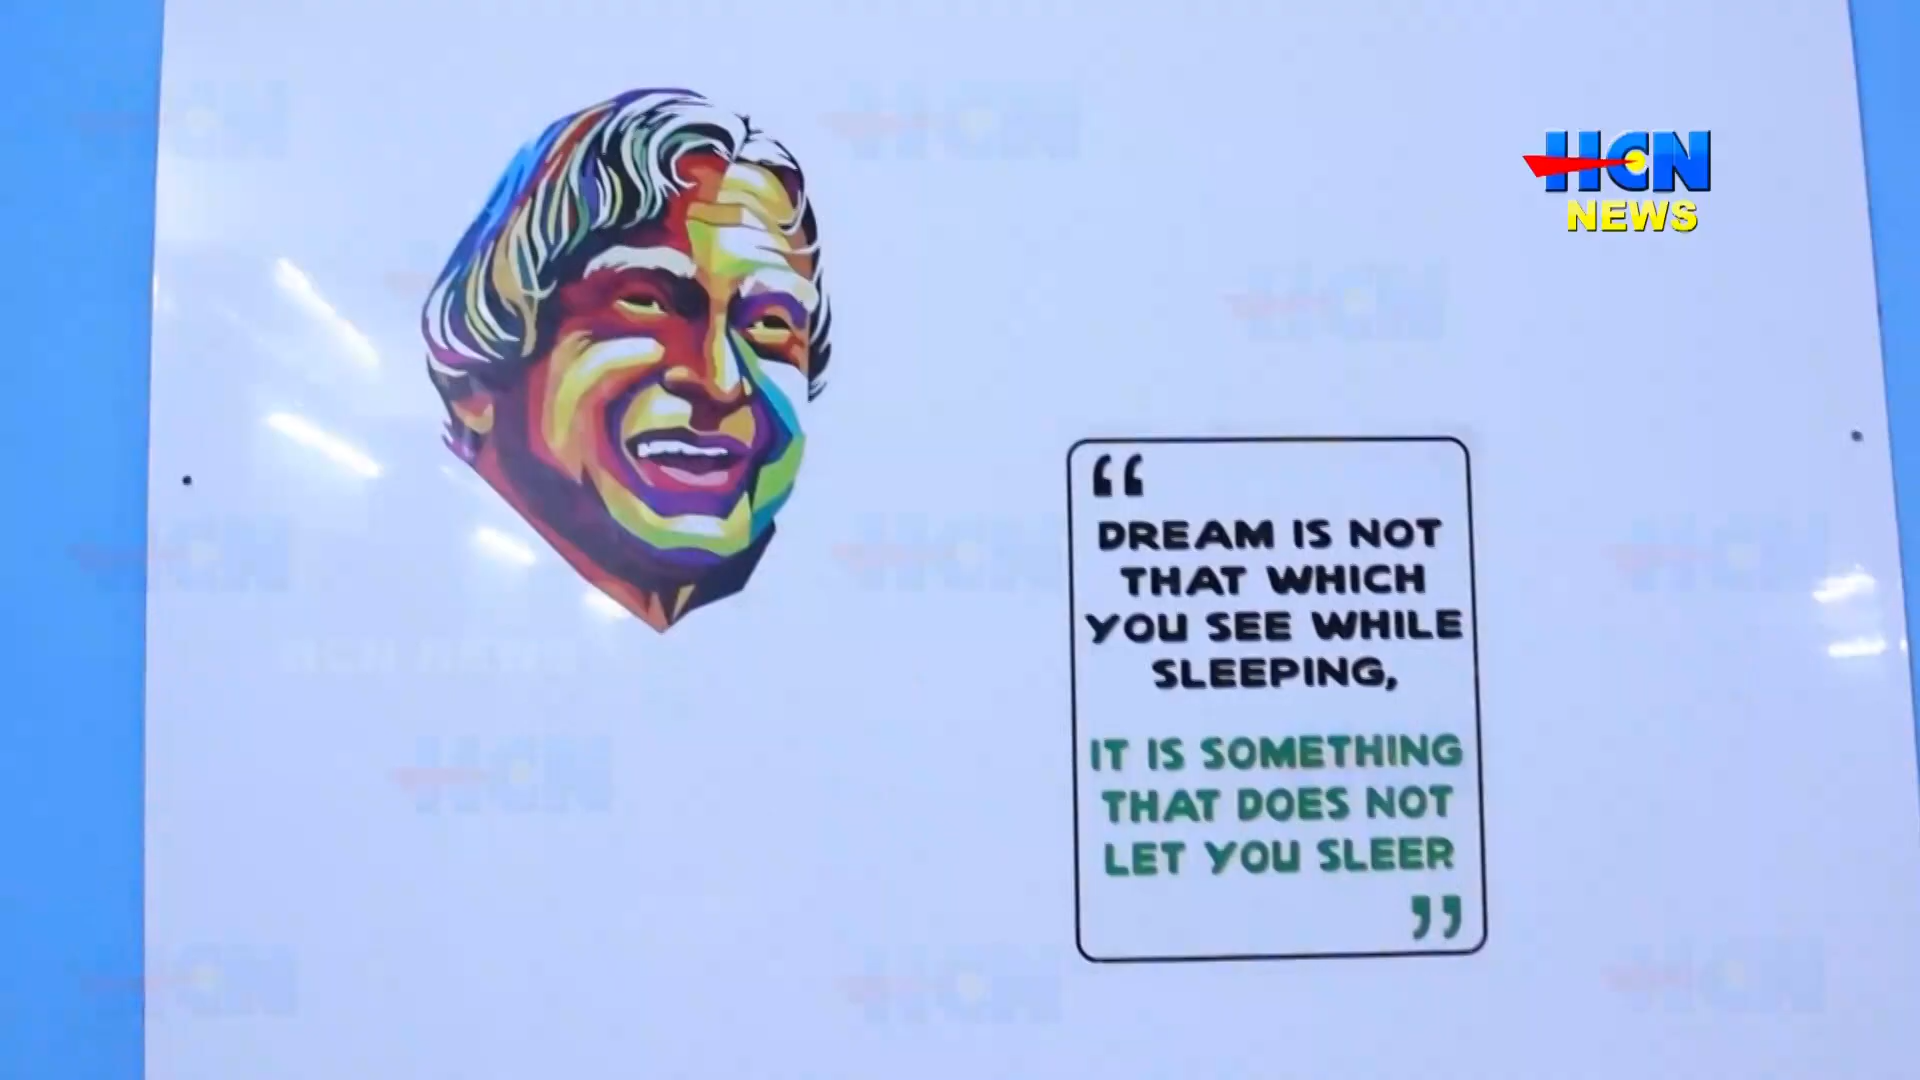 HCN
NEWS
“
DREAM IS NOT
THAT WHICH
YOU SEE WHILE
SLEEPING,
IT IS SOMETHING
THAT DOES NOT
LET YOU SLEEP
”